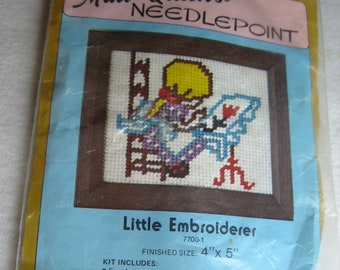 NEEDLEPOINT
Little Embroiderer
7700-1
FINISHED SIZE: 4" x 5"
KIT INCLUDES: